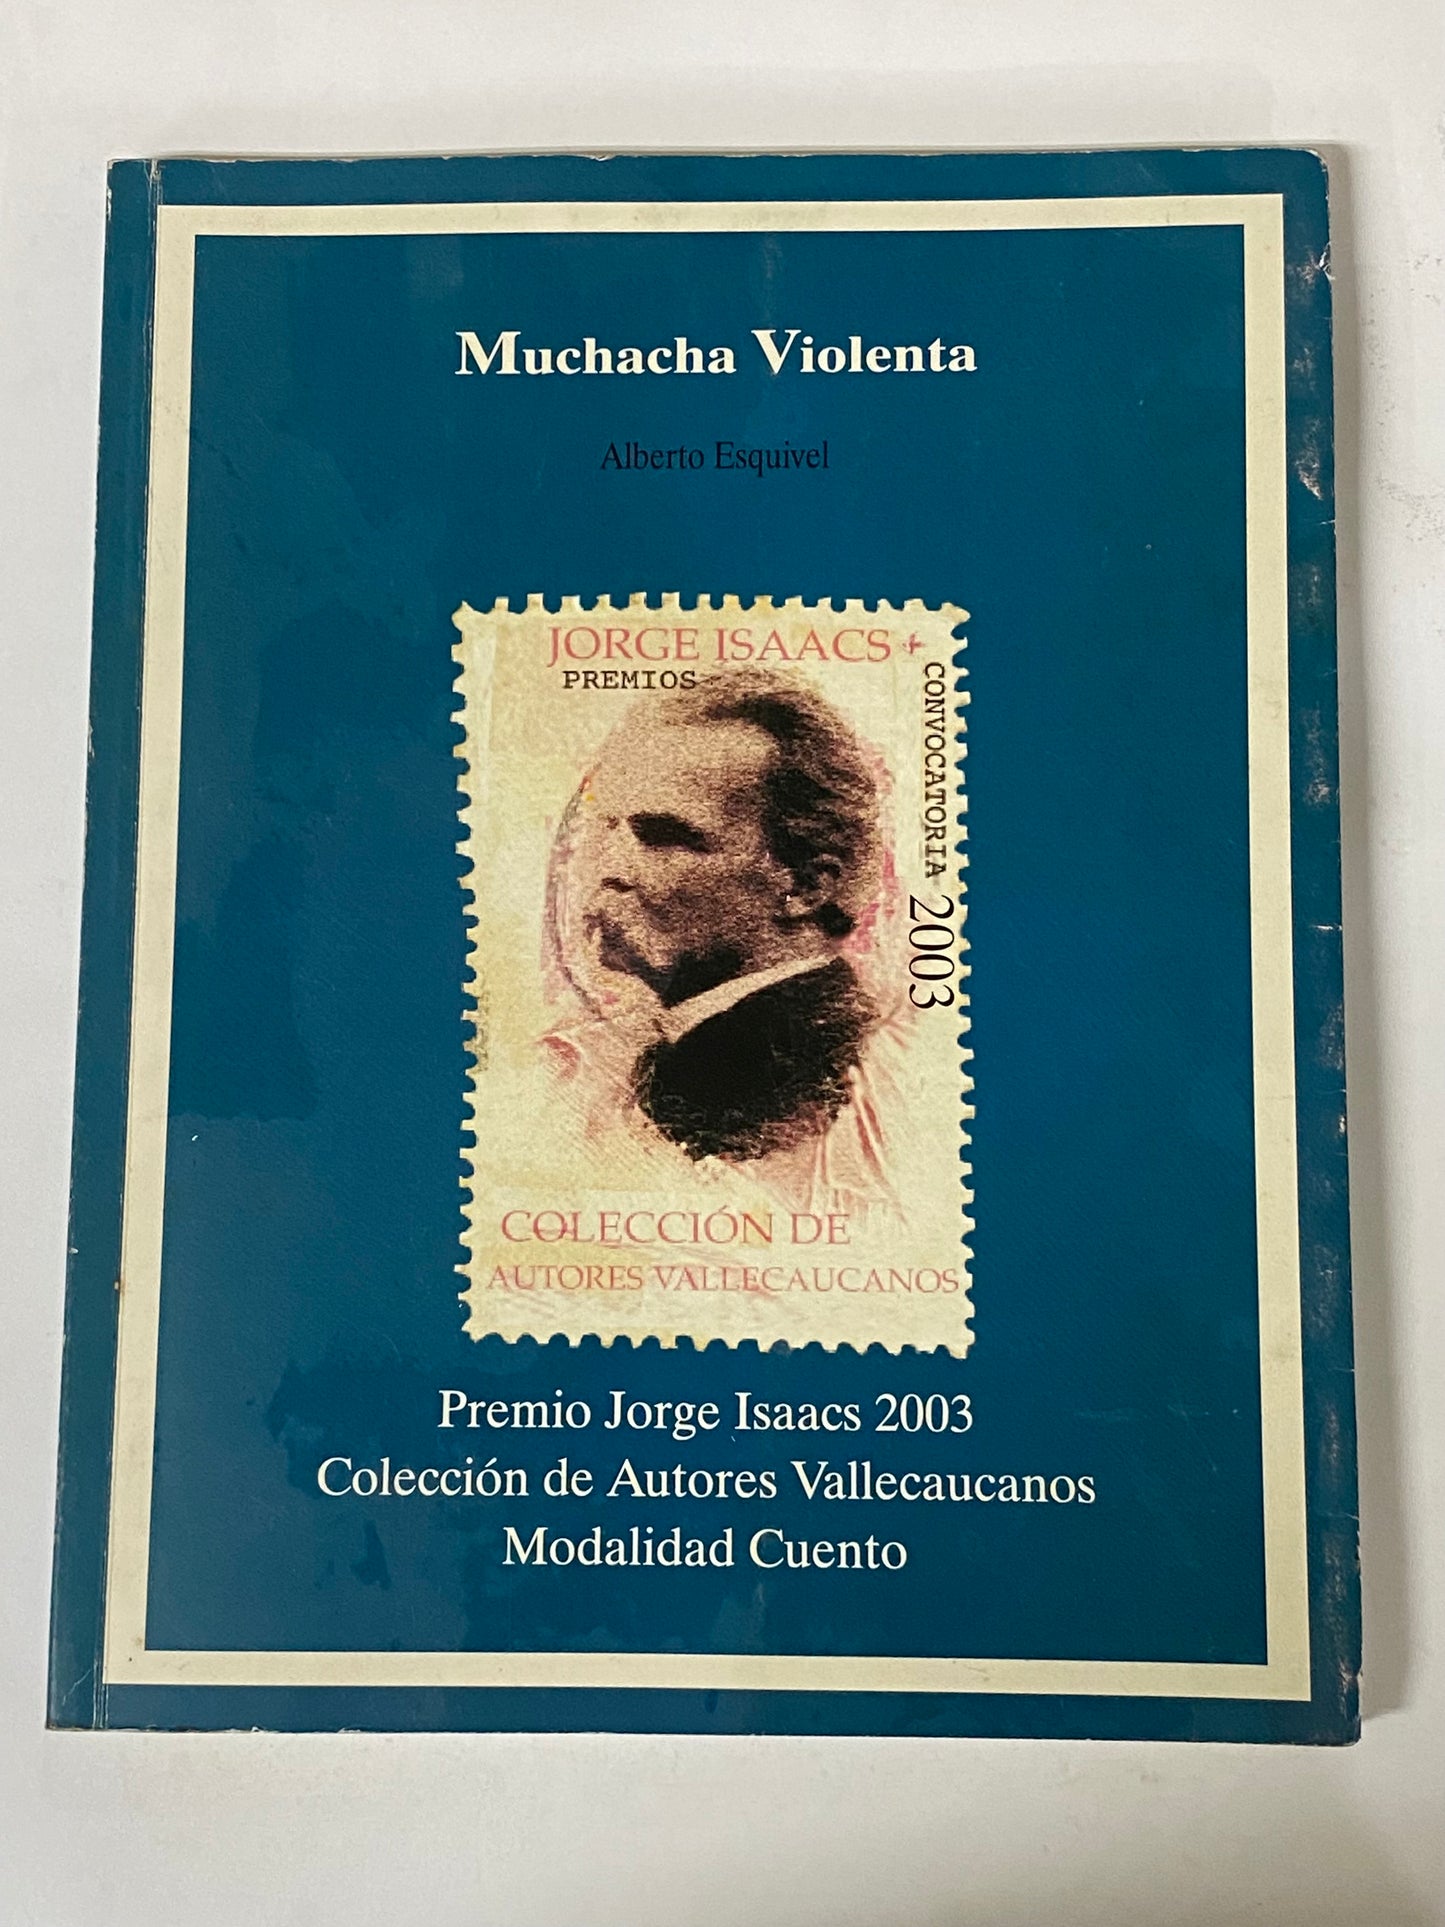 Muchacha Violenta
Alberto Esquivel
JORGE ISAACS +
PREMIOS
CONVOCATORIA 2003
COLECCIÓN DE
AUTORES VALLECAUCANOS
Premio Jorge Isaacs 2003
Colección de Autores Vallecaucanos
Modalidad Cuento